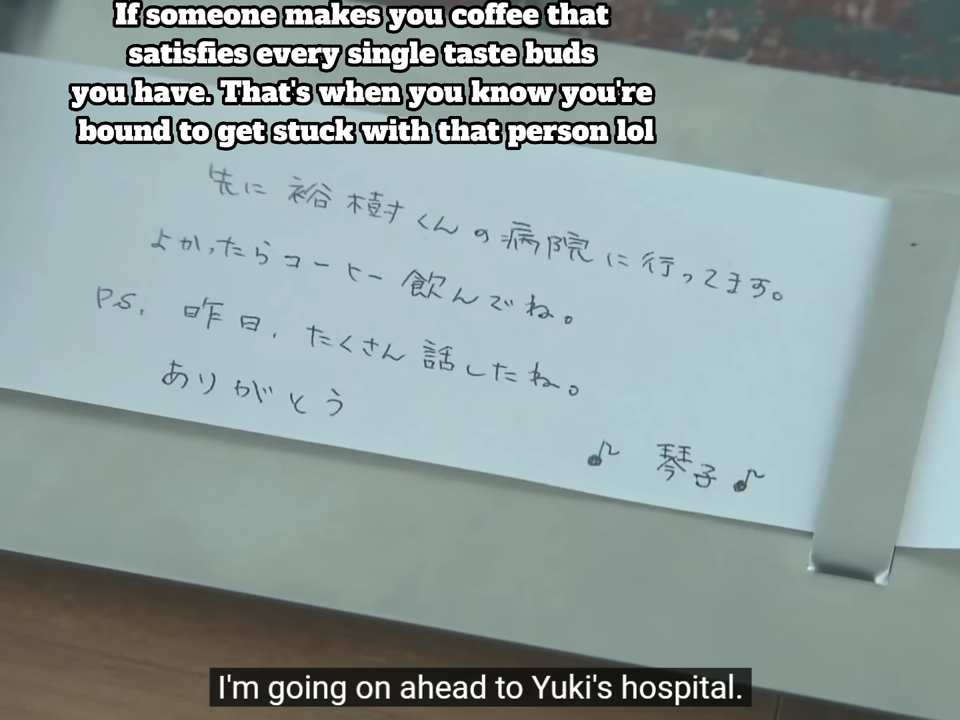 If someone makes you coffee that
satisfies every single taste buds
you have. That's when you know you're
bound to get stuck with that person lol
先に 裕樹くんの病院に行ってます。
よかったらコーヒー飲んでね。
P.S. 昨日、たくさん話したね。
ありがとう
♪ 琴子♪
I'm going on ahead to Yuki's hospital.